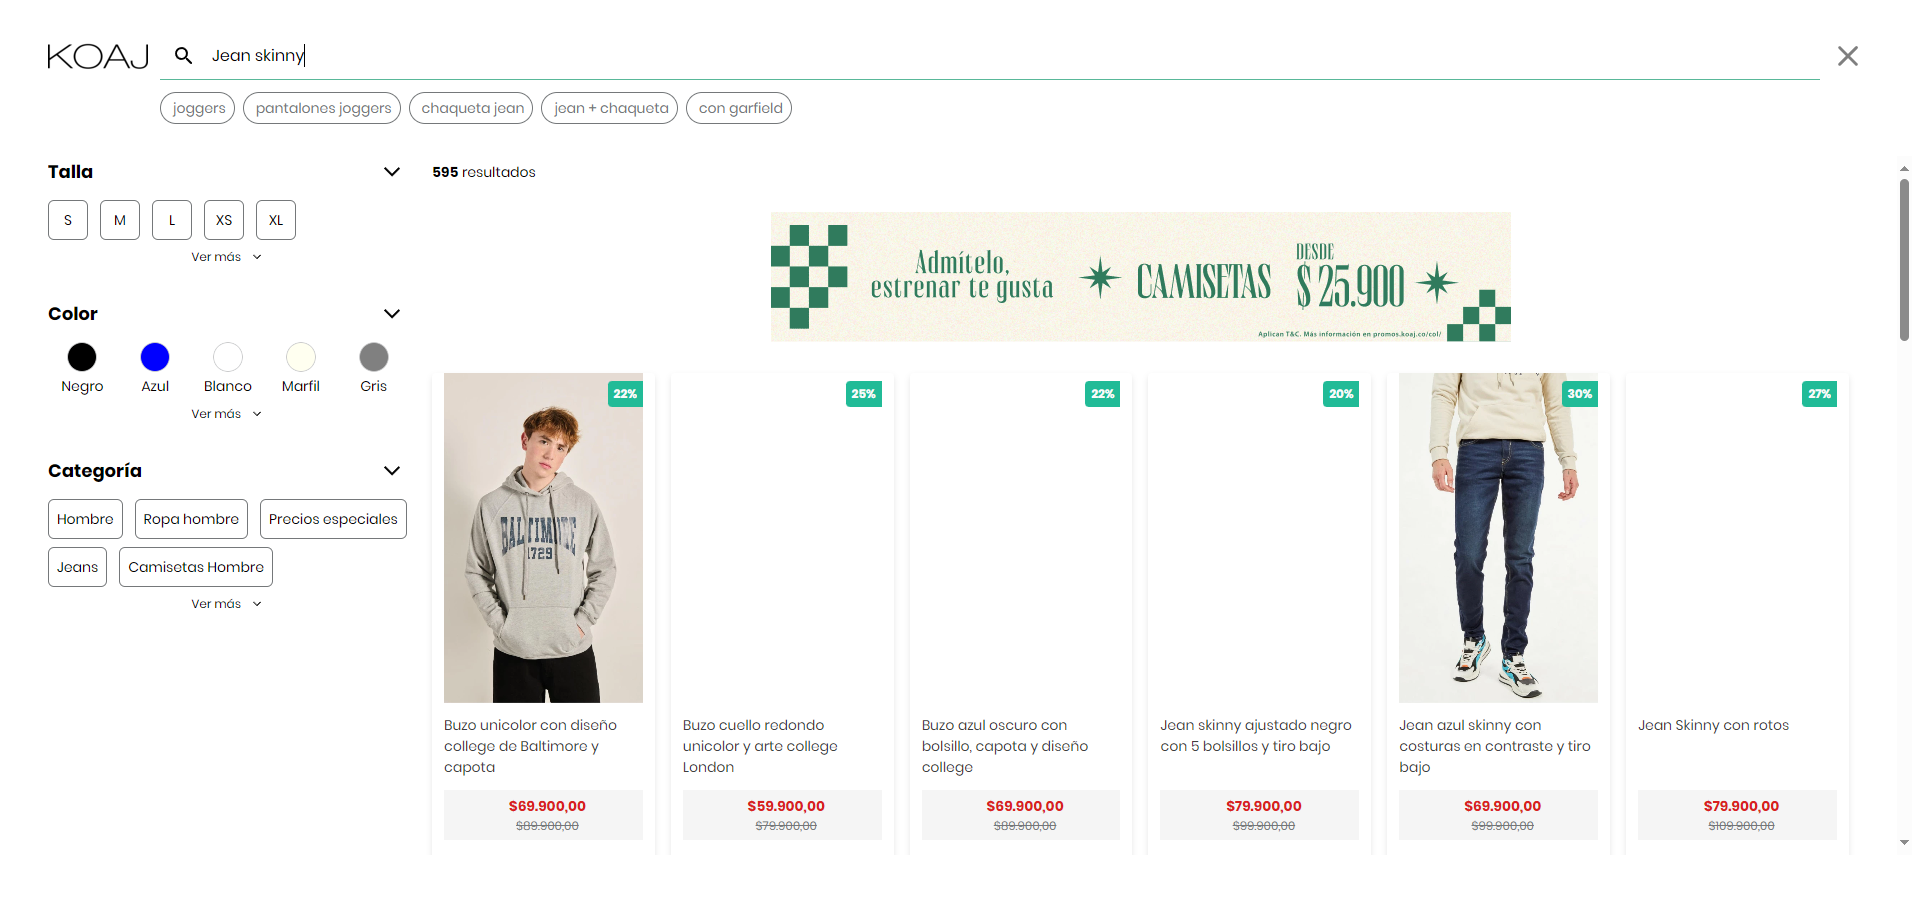 KOAJ
Jean skinny
joggers
pantalones joggers
chaqueta jean
jean + chaqueta
con garfield
Talla
S
M
L
XS
XL
Ver más
Color
Negro
Azul
Blanco
Marfil
Gris
Ver más
Categoría
Hombre
Ropa hombre
Precios especiales
Jeans
Camisetas Hombre
Ver más
595 resultados
Admítelo,
estrenar te gusta
CAMISETAS
DESDE
$ 25.900
Aplican T&C. Más información en promos.koaj.co/col/
22%
BALTIMORE
1729
Buzo unicolor con diseño
college de Baltimore y
capota
$69.900,00
$89.900,00
25%
Buzo cuello redondo
unicolor y arte college
London
$59.900,00
$79.900,00
22%
Buzo azul oscuro con
bolsillo, capota y diseño
college
$69.900,00
$89.900,00
20%
Jean skinny ajustado negro
con 5 bolsillos y tiro bajo
$79.900,00
$99.900,00
30%
Jean azul skinny con
costuras en contraste y tiro
bajo
$69.900,00
$99.900,00
27%
Jean Skinny con rotos
$79.900,00
$109.900,00